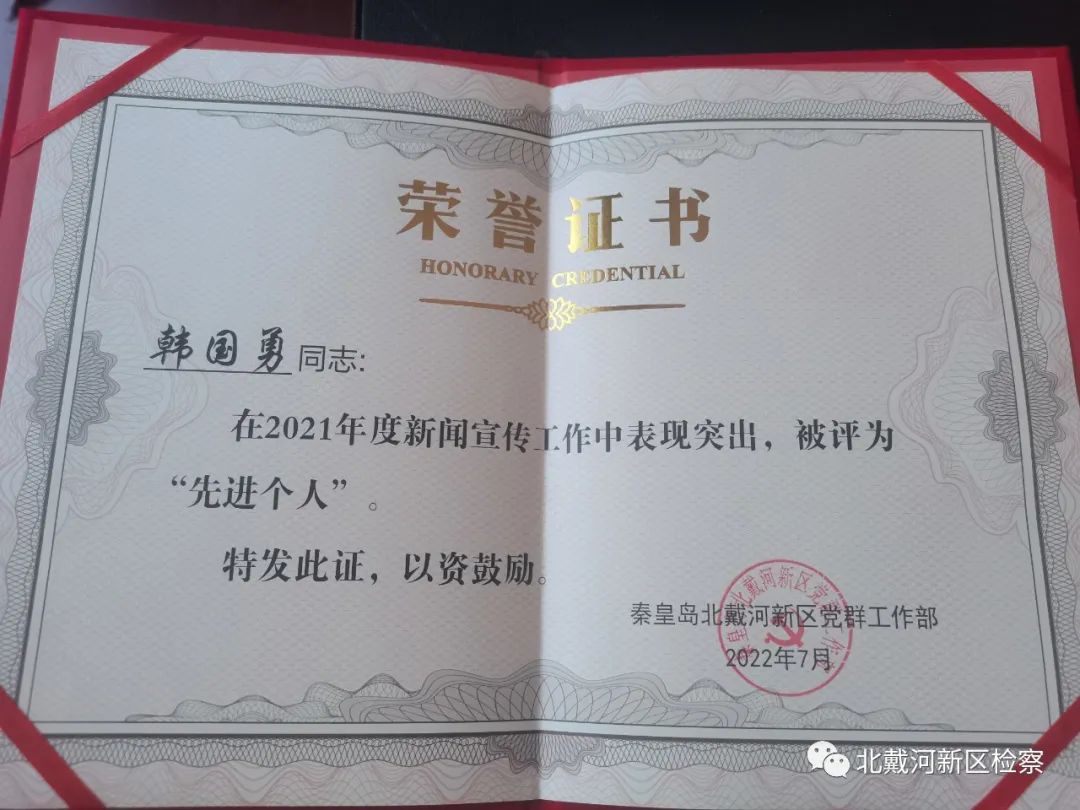 荣誉证书
HONORARY CREDENTIAL
韩国勇同志:
在2021年度新闻宣传工作中表现突出，被评为
“先进个人”。
特发此证，以资鼓励。
秦皇岛北戴河新区党群工作部
2022年7月
北戴河新区检察